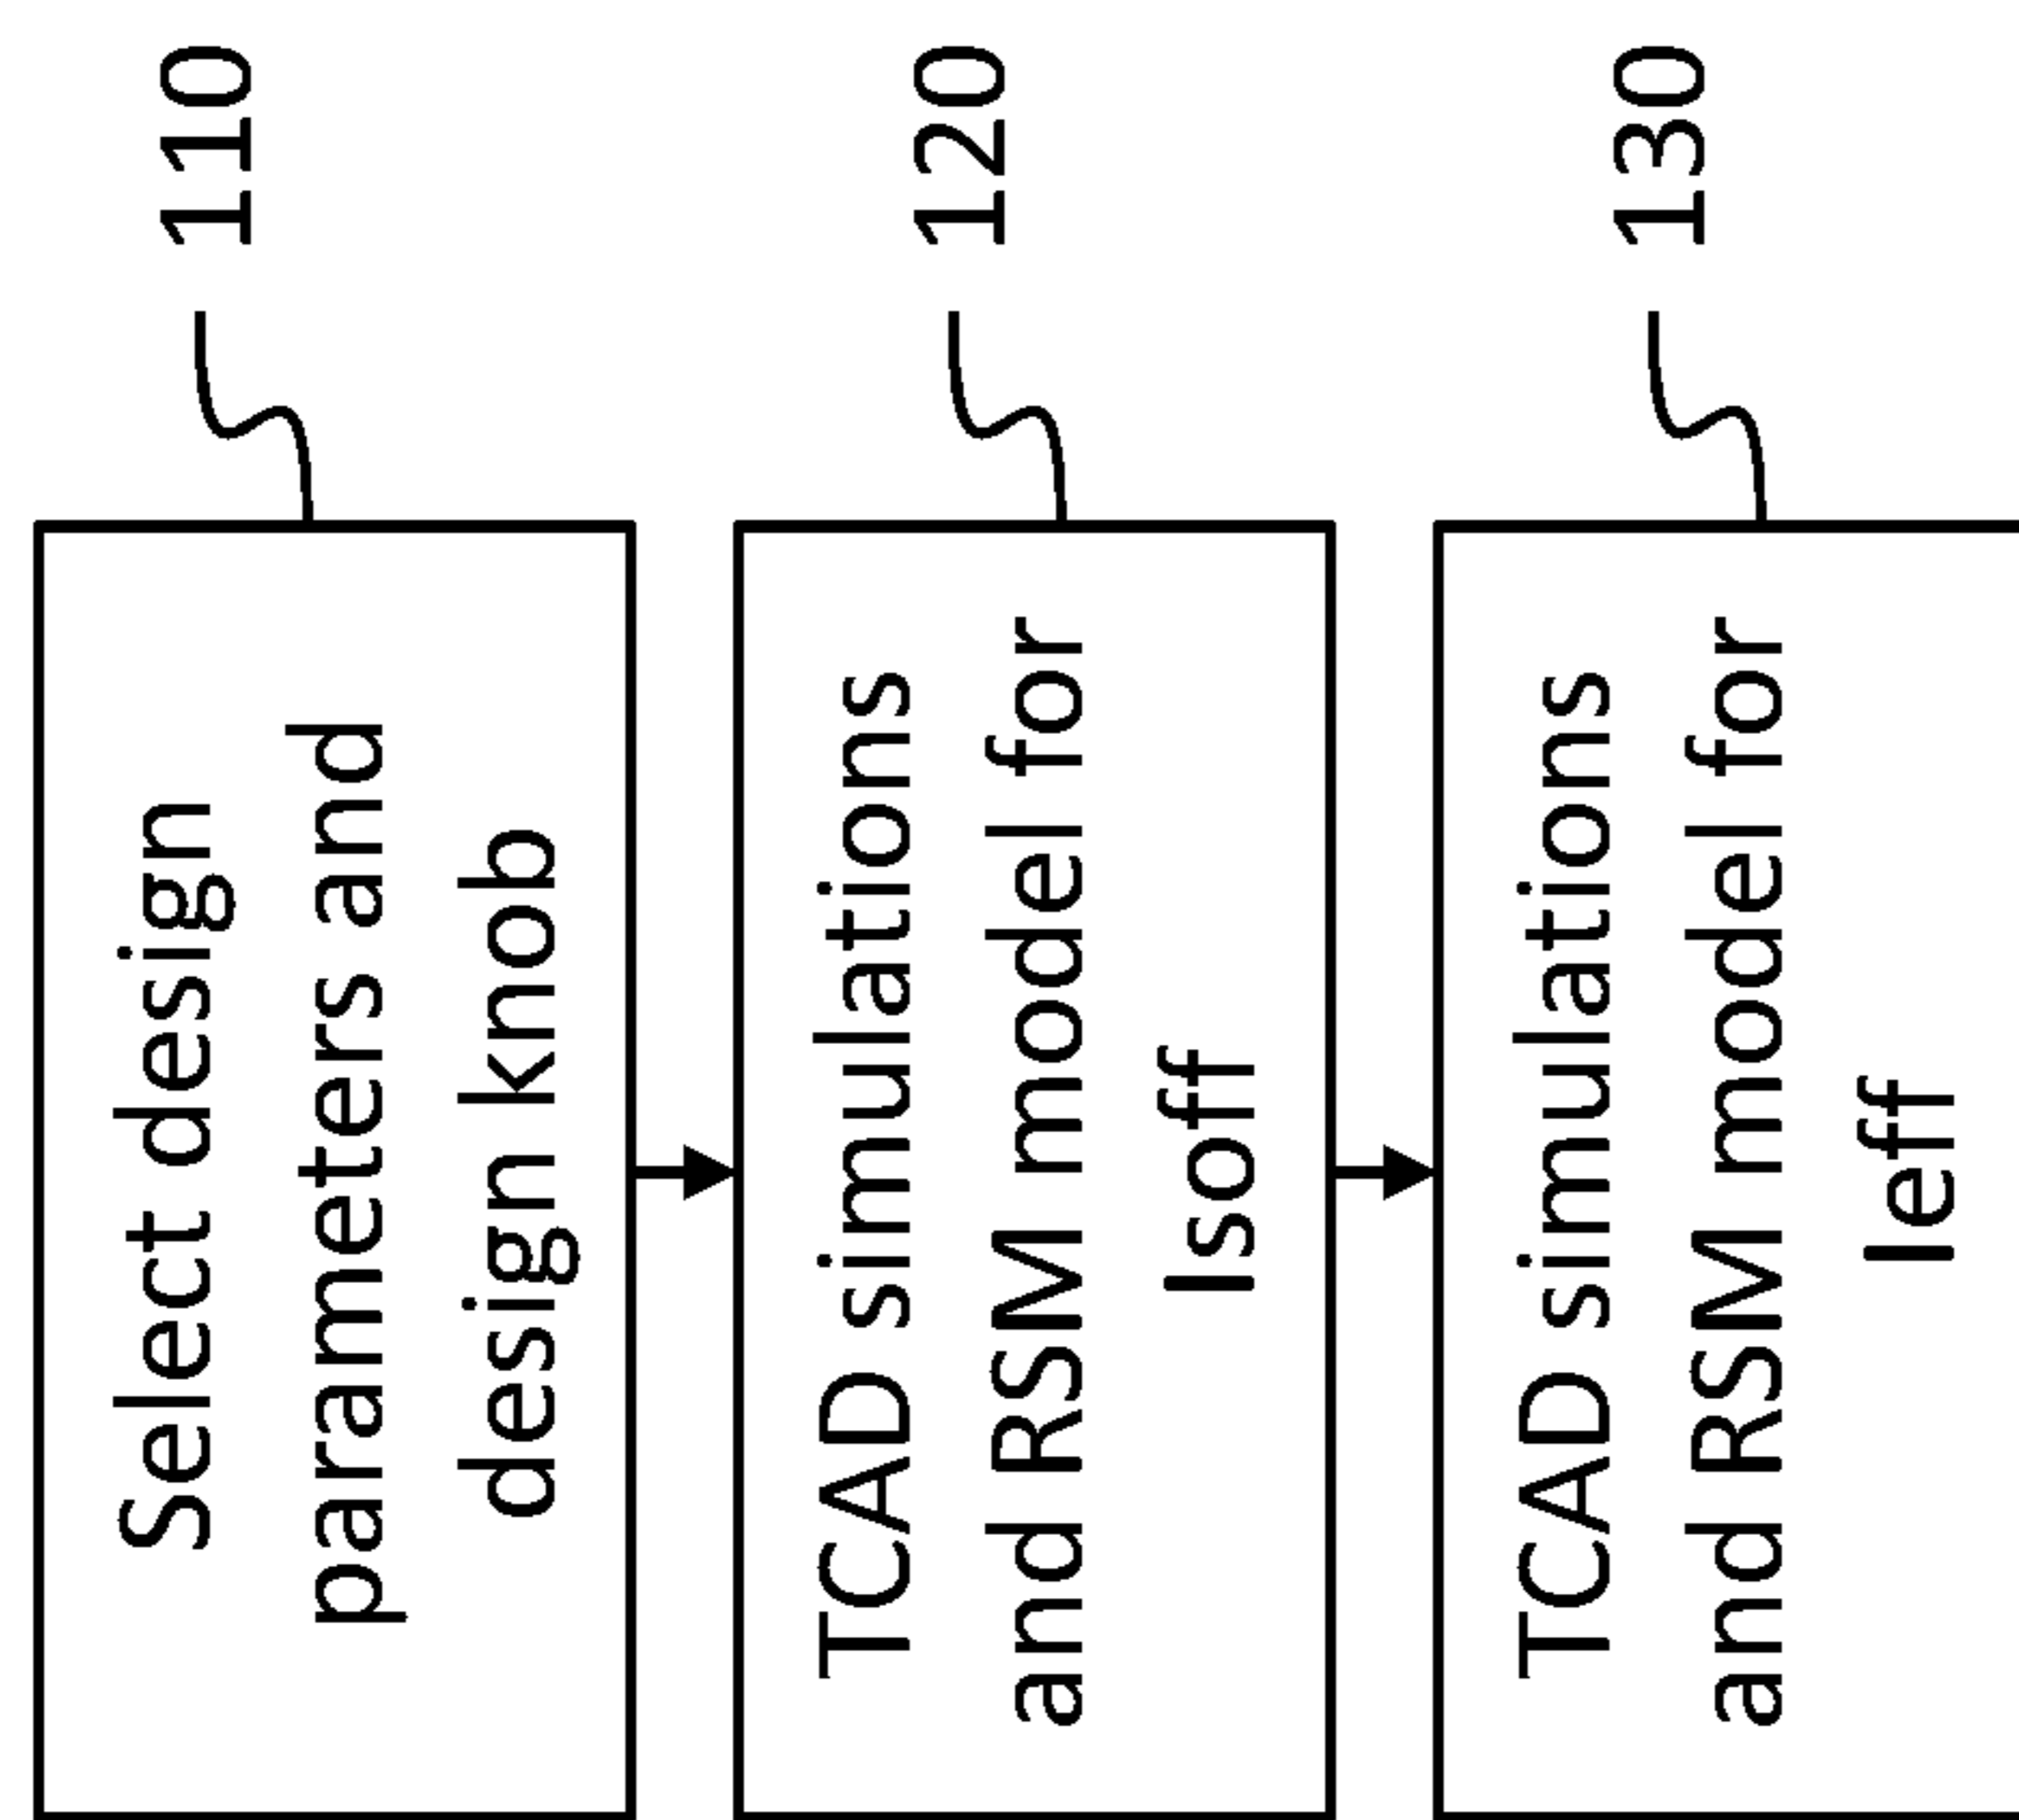 Select design
parameters and
design knob
110
TCAD simulations
and RSM model for
Isoff
120
TCAD simulations
and RSM model for
Ieff
130